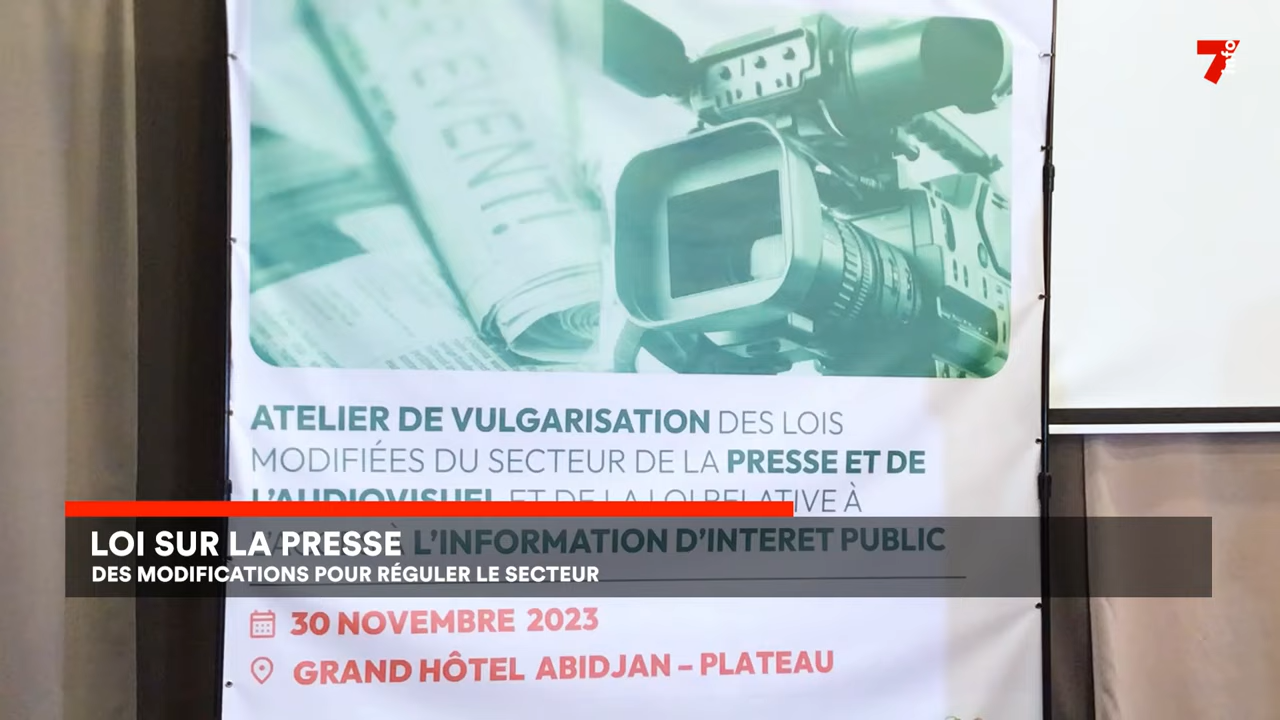 7
info
EVENT!
ATELIER DE VULGARISATION DES LOIS
MODIFIÉES DU SECTEUR DE LA PRESSE ET DE
L'AUDIOVISUEL ET DE LA LOI RELATIVE À
À L'INFORMATION D'INTERET PUBLIC
LOI SUR LA PRESSE
DES MODIFICATIONS POUR RÉGULER LE SECTEUR
30 NOVEMBRE 2023
GRAND HÔTEL ABIDJAN – PLATEAU